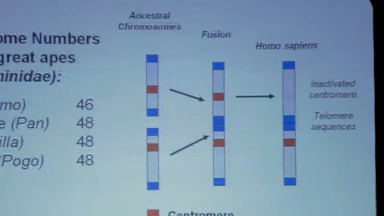 Ancestral
Chromosomes
Fusion
Homo sapiens
ome Numbers
great apes
minidae):
mo) 46
e (Pan) 48
illa) 48
(Pogo) 48
inactivated
centromere
Telomere
sequences
Centromere